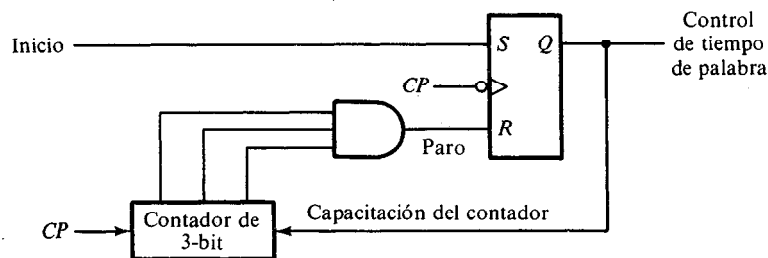 Control
de tiempo
de palabra
Inicio
S Q
CP
R
Paro
Contador de
3-bit
Capacitación del contador
CP